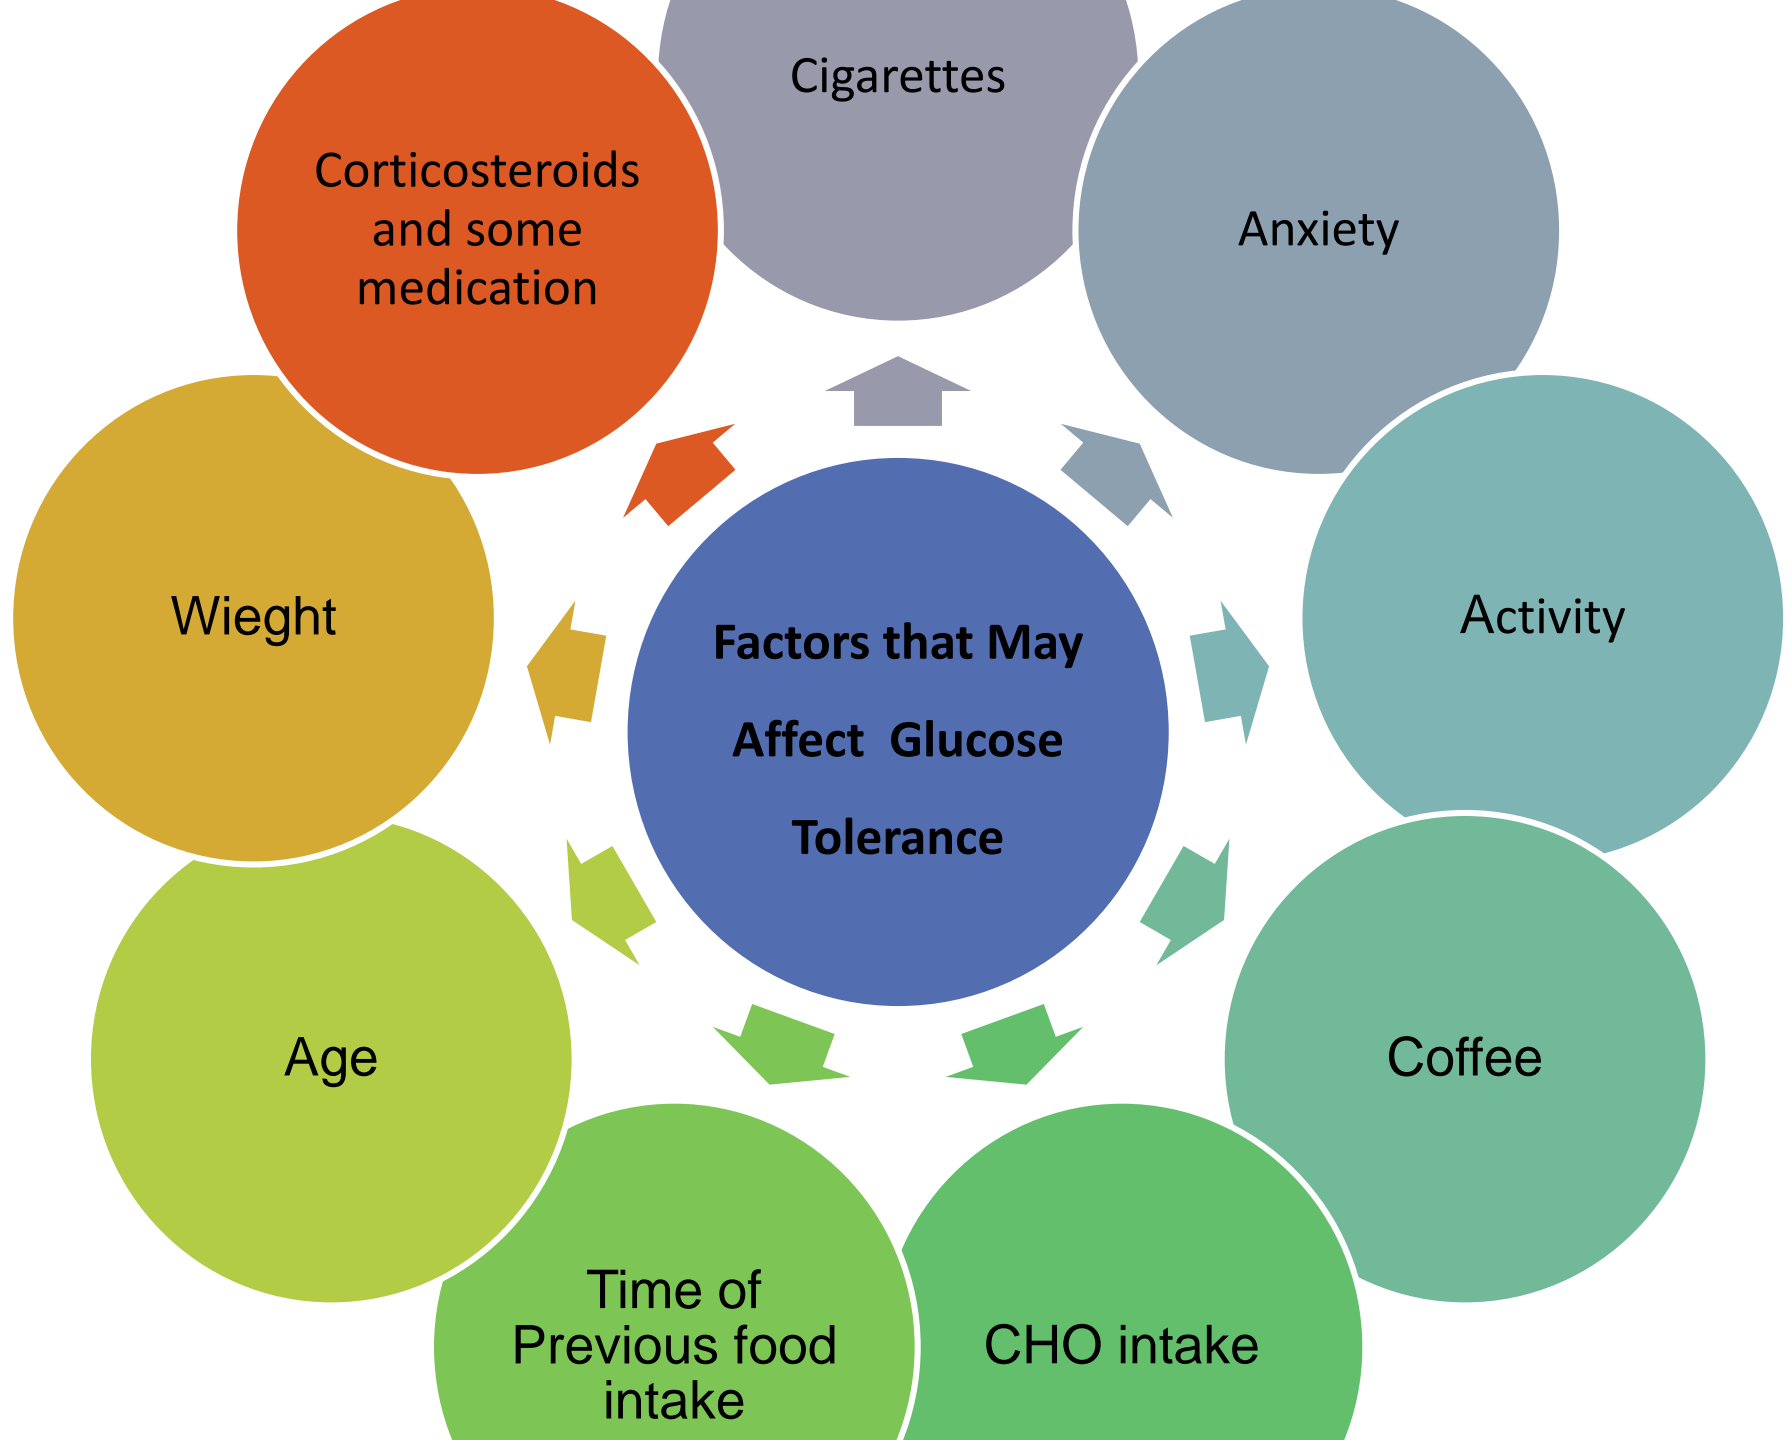 Cigarettes
Corticosteroids
and some
medication
Anxiety
Wieght
Activity
Factors that May
Affect  Glucose
Tolerance
Age
Coffee
Time of
Previous food
intake
CHO intake